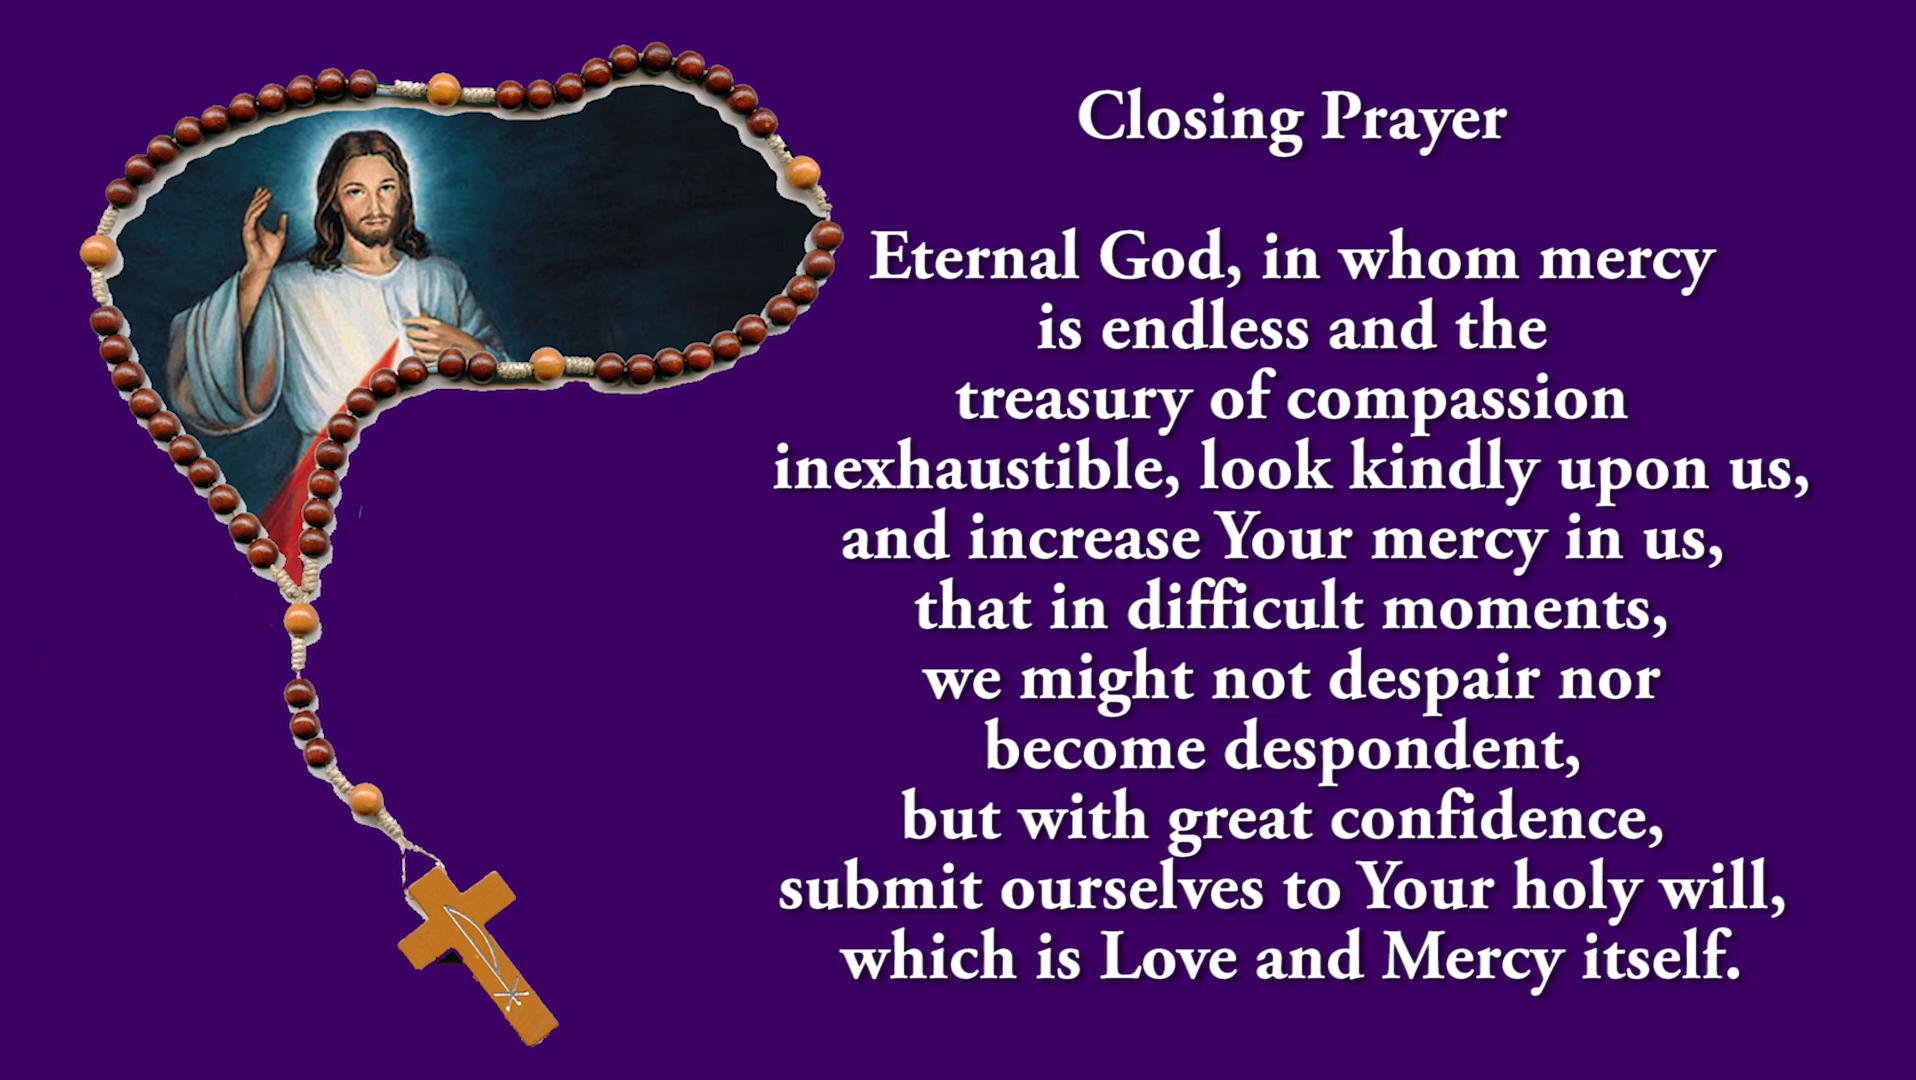 Closing Prayer
Eternal God, in whom mercy
is endless and the
treasury of compassion
inexhaustible, look kindly upon us,
and increase Your mercy in us,
that in difficult moments,
we might not despair nor
become despondent,
but with great confidence,
submit ourselves to Your holy will,
which is Love and Mercy itself.